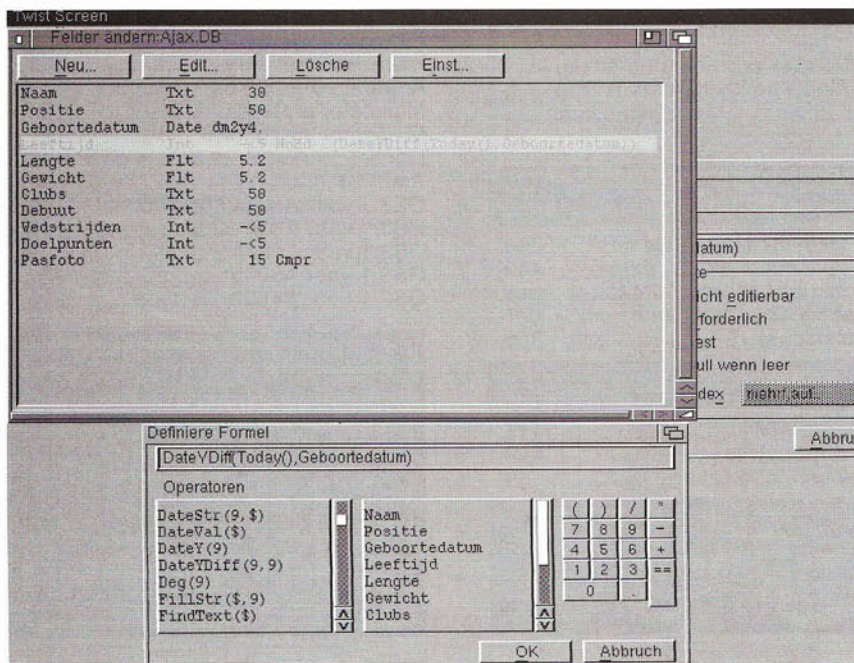 Twist Screen
Felder ändern:Ajax.DB
Neu... Edit... Lösche Einst...
Naam Txt 30
Positie Txt 50
Geboortedatum Date dm2y4.
Leeftijd Int -<5 NoEd (DateYDiff(Today(),Geboortedatum))
Lengte Flt 5.2
Gewicht Flt 5.2
Clubs Txt 50
Debuut Txt 50
Wedstrijden Int -<5
Doelpunten Int -<5
Pasfoto Txt 15 Cmpr
datum)
icht editierbar
rforderlich
est
ull wenn leer
dex mehrf.auf.
Abbru
Definiere Formel
DateYDiff(Today(),Geboortedatum)
Operatoren
DateStr(9,$)
DateVal($)
DateY(9)
DateYDiff(9,9)
Deg(9)
FillStr($,9)
FindText($)
Naam
Positie
Geboortedatum
Leeftijd
Lengte
Gewicht
Clubs
( ) / *
7 8 9 -
4 5 6 +
1 2 3 ==
0 .
OK Abbruch